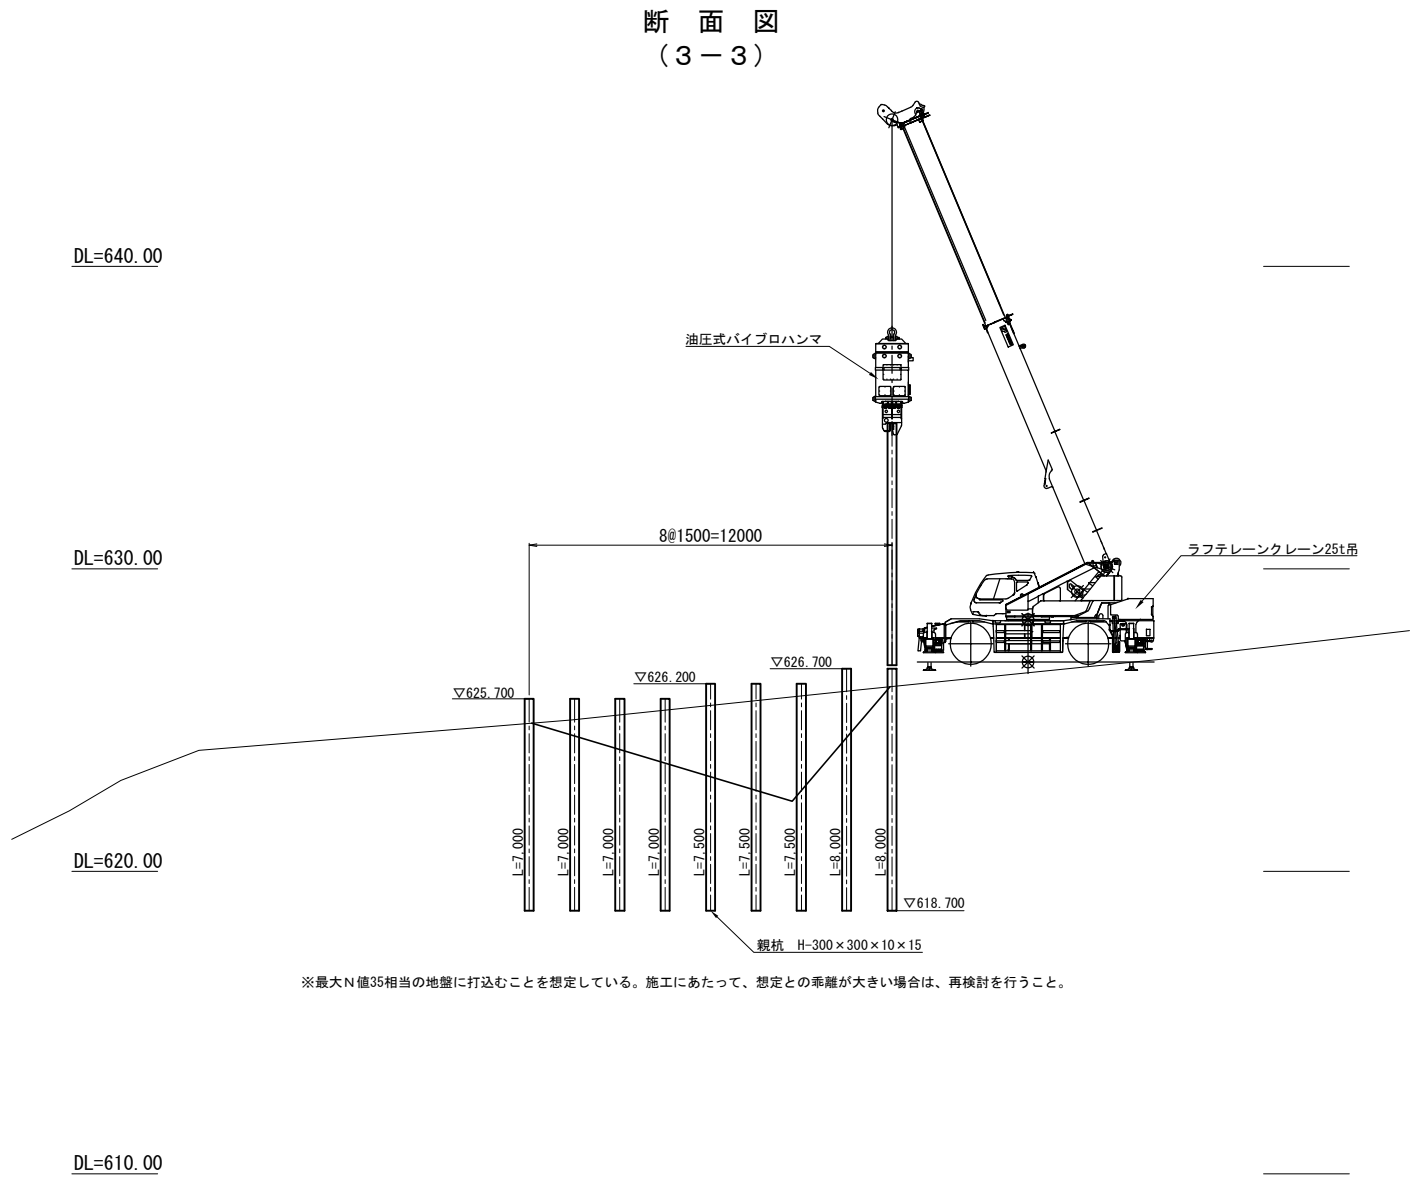 断 面 図
(３－３)
DL=640.00
油圧式バイブロハンマ
8@1500=12000
DL=630.00
ラフテレーンクレーン25t吊
▽626.700
▽626.200
▽625.700
L=7,000
L=7,000
L=7,000
L=7,000
L=7,500
L=7,500
L=7,500
L=8,000
L=8,000
DL=620.00
▽618.700
親杭 H-300×300×10×15
※最大Ｎ値35相当の地盤に打込むことを想定している。施工にあたって、想定との乖離が大きい場合は、再検討を行うこと。
DL=610.00